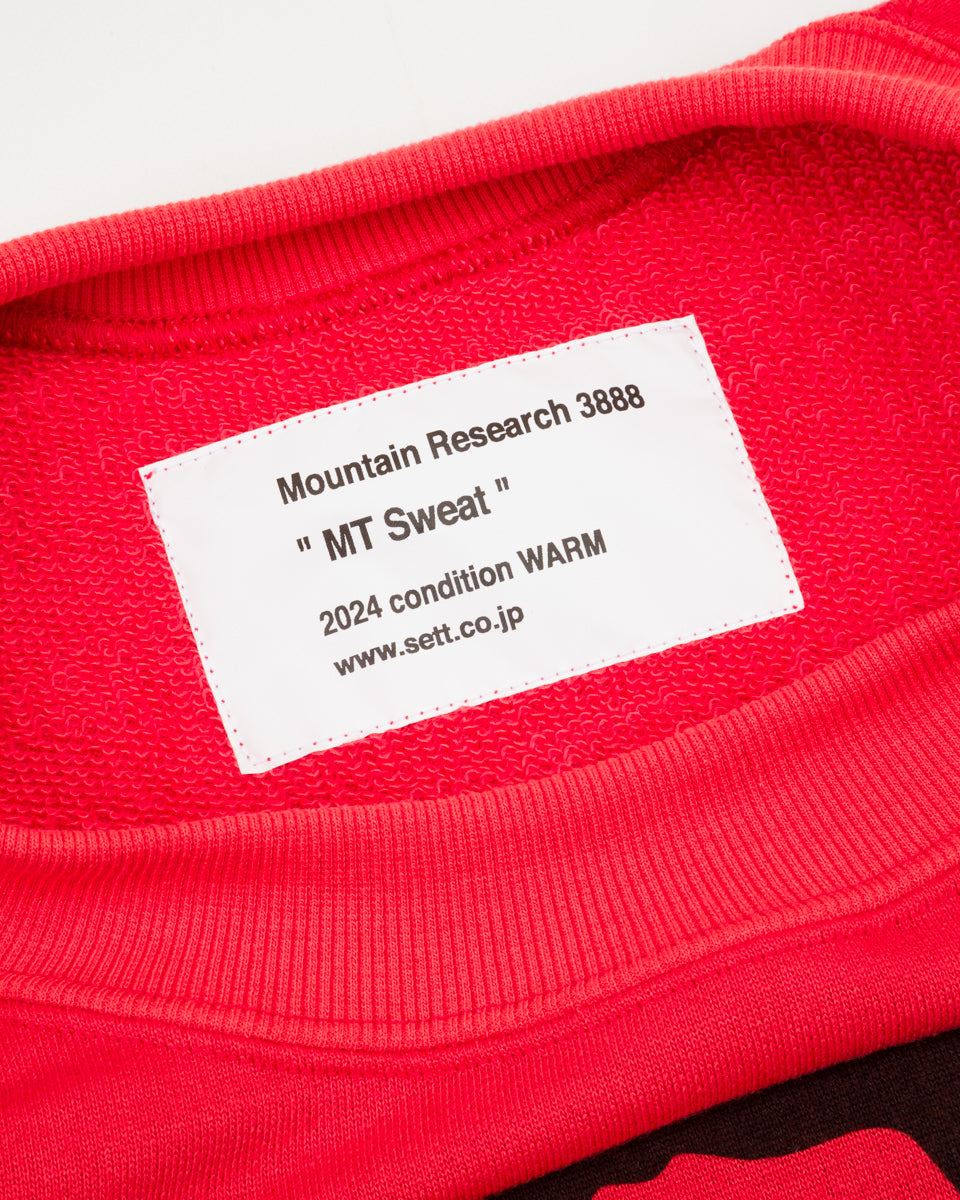 Mountain Research 3888
" MT Sweat "
2024 condition WARM
www.sett.co.jp